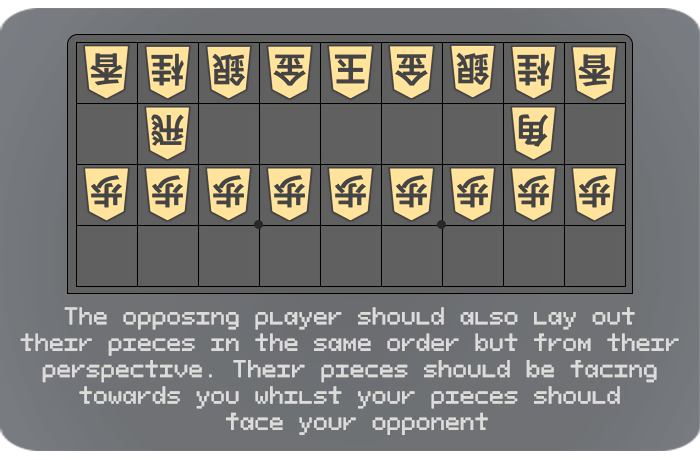 香 桂 銀 金 玉 金 銀 桂 香
飛 角
歩 歩 歩 歩 歩 歩 歩 歩 歩
The opposing player should also lay out
their pieces in the same order but from their
perspective. Their pieces should be facing
towards you whilst your pieces should
face your opponent